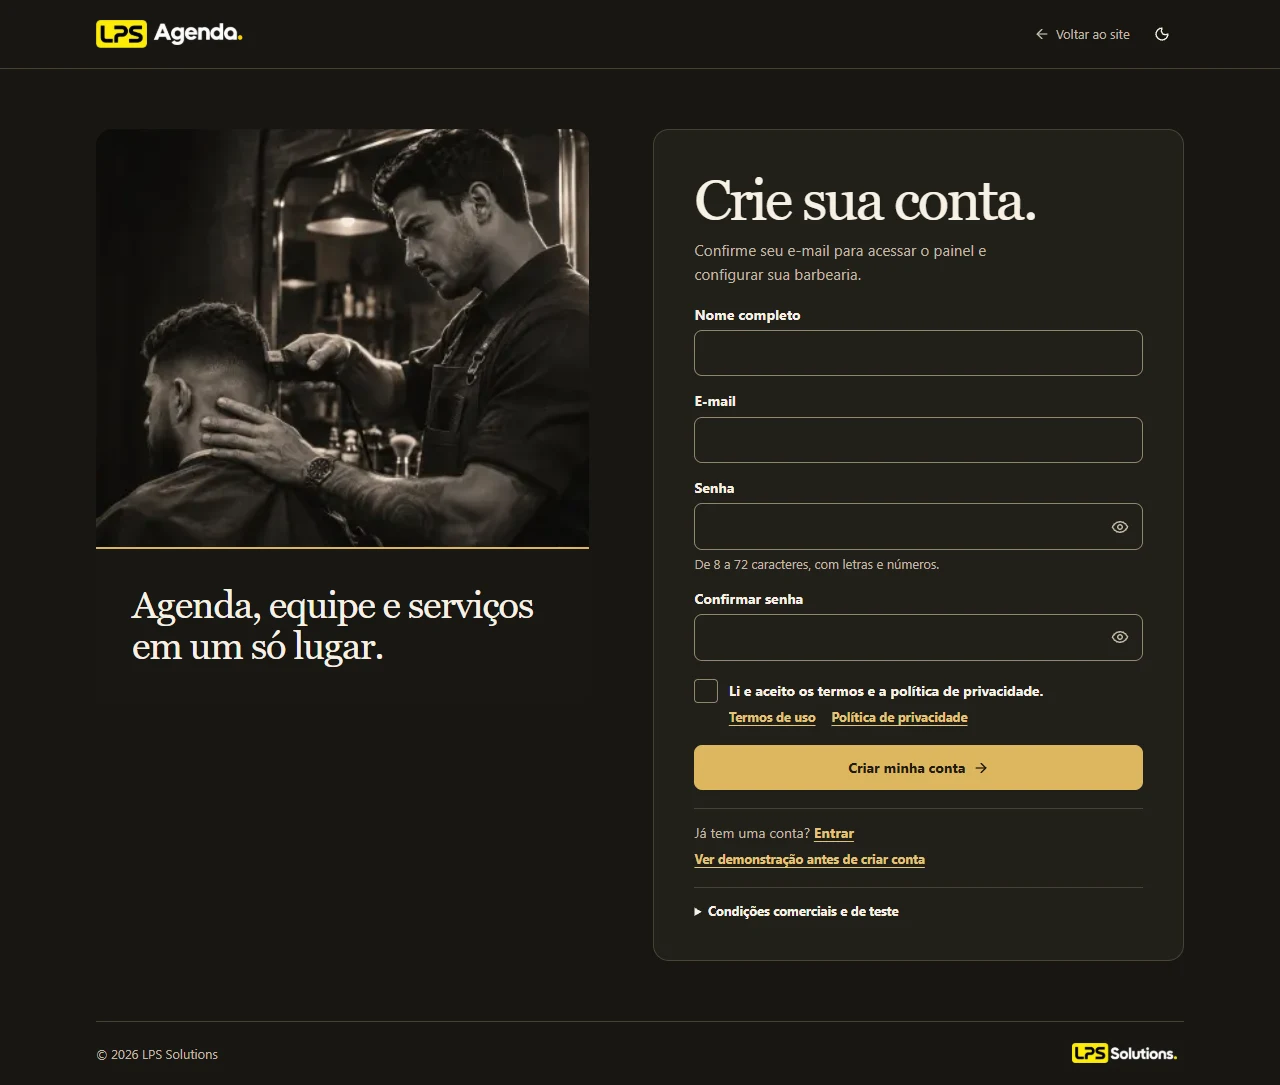 LPS Agenda.
Voltar ao site
Agenda, equipe e serviços
em um só lugar.
Crie sua conta.
Confirme seu e-mail para acessar o painel e
configurar sua barbearia.
Nome completo
E-mail
Senha
De 8 a 72 caracteres, com letras e números.
Confirmar senha
Li e aceito os termos e a política de privacidade.
Termos de uso Política de privacidade
Criar minha conta
Já tem uma conta? Entrar
Ver demonstração antes de criar conta
Condições comerciais e de teste
© 2026 LPS Solutions
LPS Solutions.